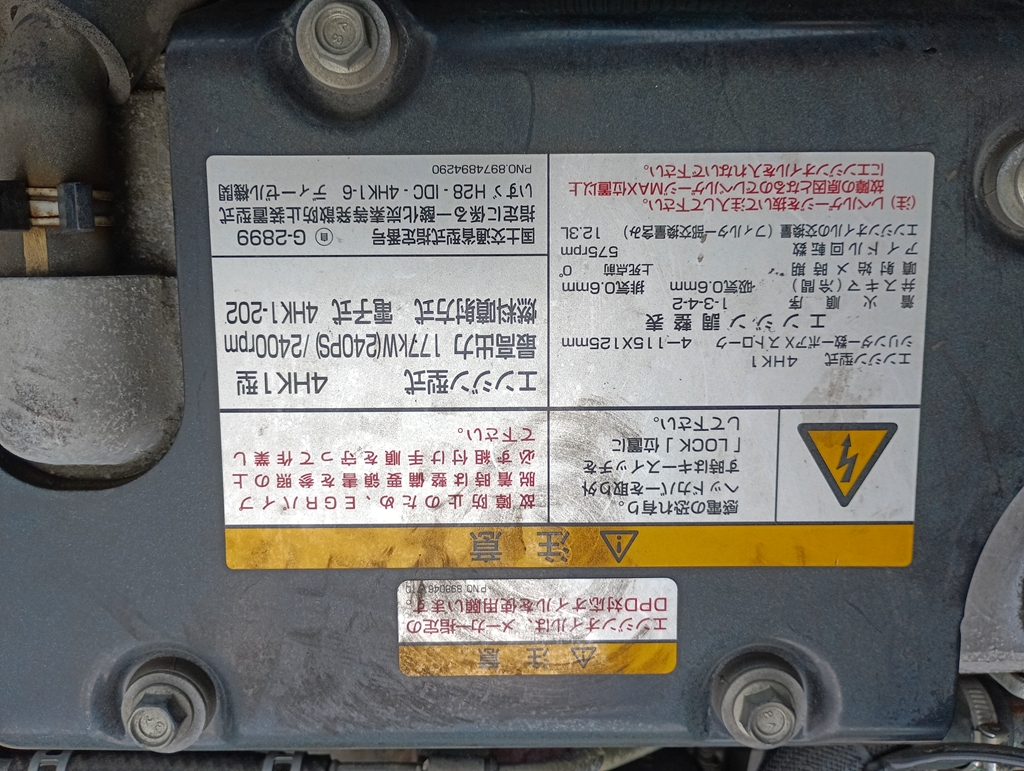 注意
エンジンオイルは、メーカー指定の
DPD対応オイルを使用願います。
注意
感電の恐れ有り。
ヘッドカバーを取り外
す時はキースイッチを
「LOCK」位置に
して下さい。
故障防止のため、EGRパイプ
脱着時は整備要領書を参照の上
必ず組付け手順を守って作業し
て下さい。
エンジン型式 4HK1
シリンダー数-ボアXストローク 4-115X125mm
エンジン調整表
着火順序 1-3-4-2
弁スキマ(冷間) 吸気0.6mm 排気0.6mm
噴射始メ時期 上死点前 0°
アイドル回転数 575rpm
エンジンオイルの交換量(フィルター部交換量含み) 12.3L
(注)レベルゲージを抜いて注入して下さい。
故障の原因となるのでレベルゲージMAX位置以上
にエンジンオイルを入れないで下さい。
エンジン型式 4HK1型
最高出力 177kW(240PS)/2400rpm
燃料噴射方式 電子式 4HK1-202
国土交通省型式指定番号 自 G-2899
指定に係る一酸化炭素等発散防止装置型式
いすゞH28-IDC-4HK1-6 ディーゼル機関
PNO.8974894290